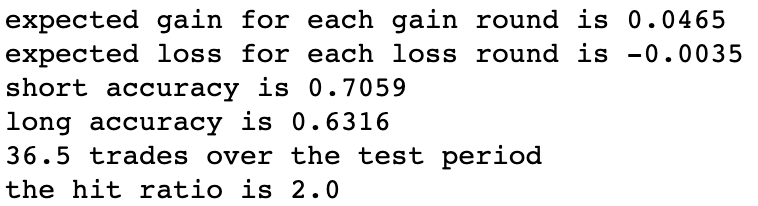 expected gain for each gain round is 0.0465
expected loss for each loss round is -0.0035
short accuracy is 0.7059
long accuracy is 0.6316
36.5 trades over the test period
the hit ratio is 2.0